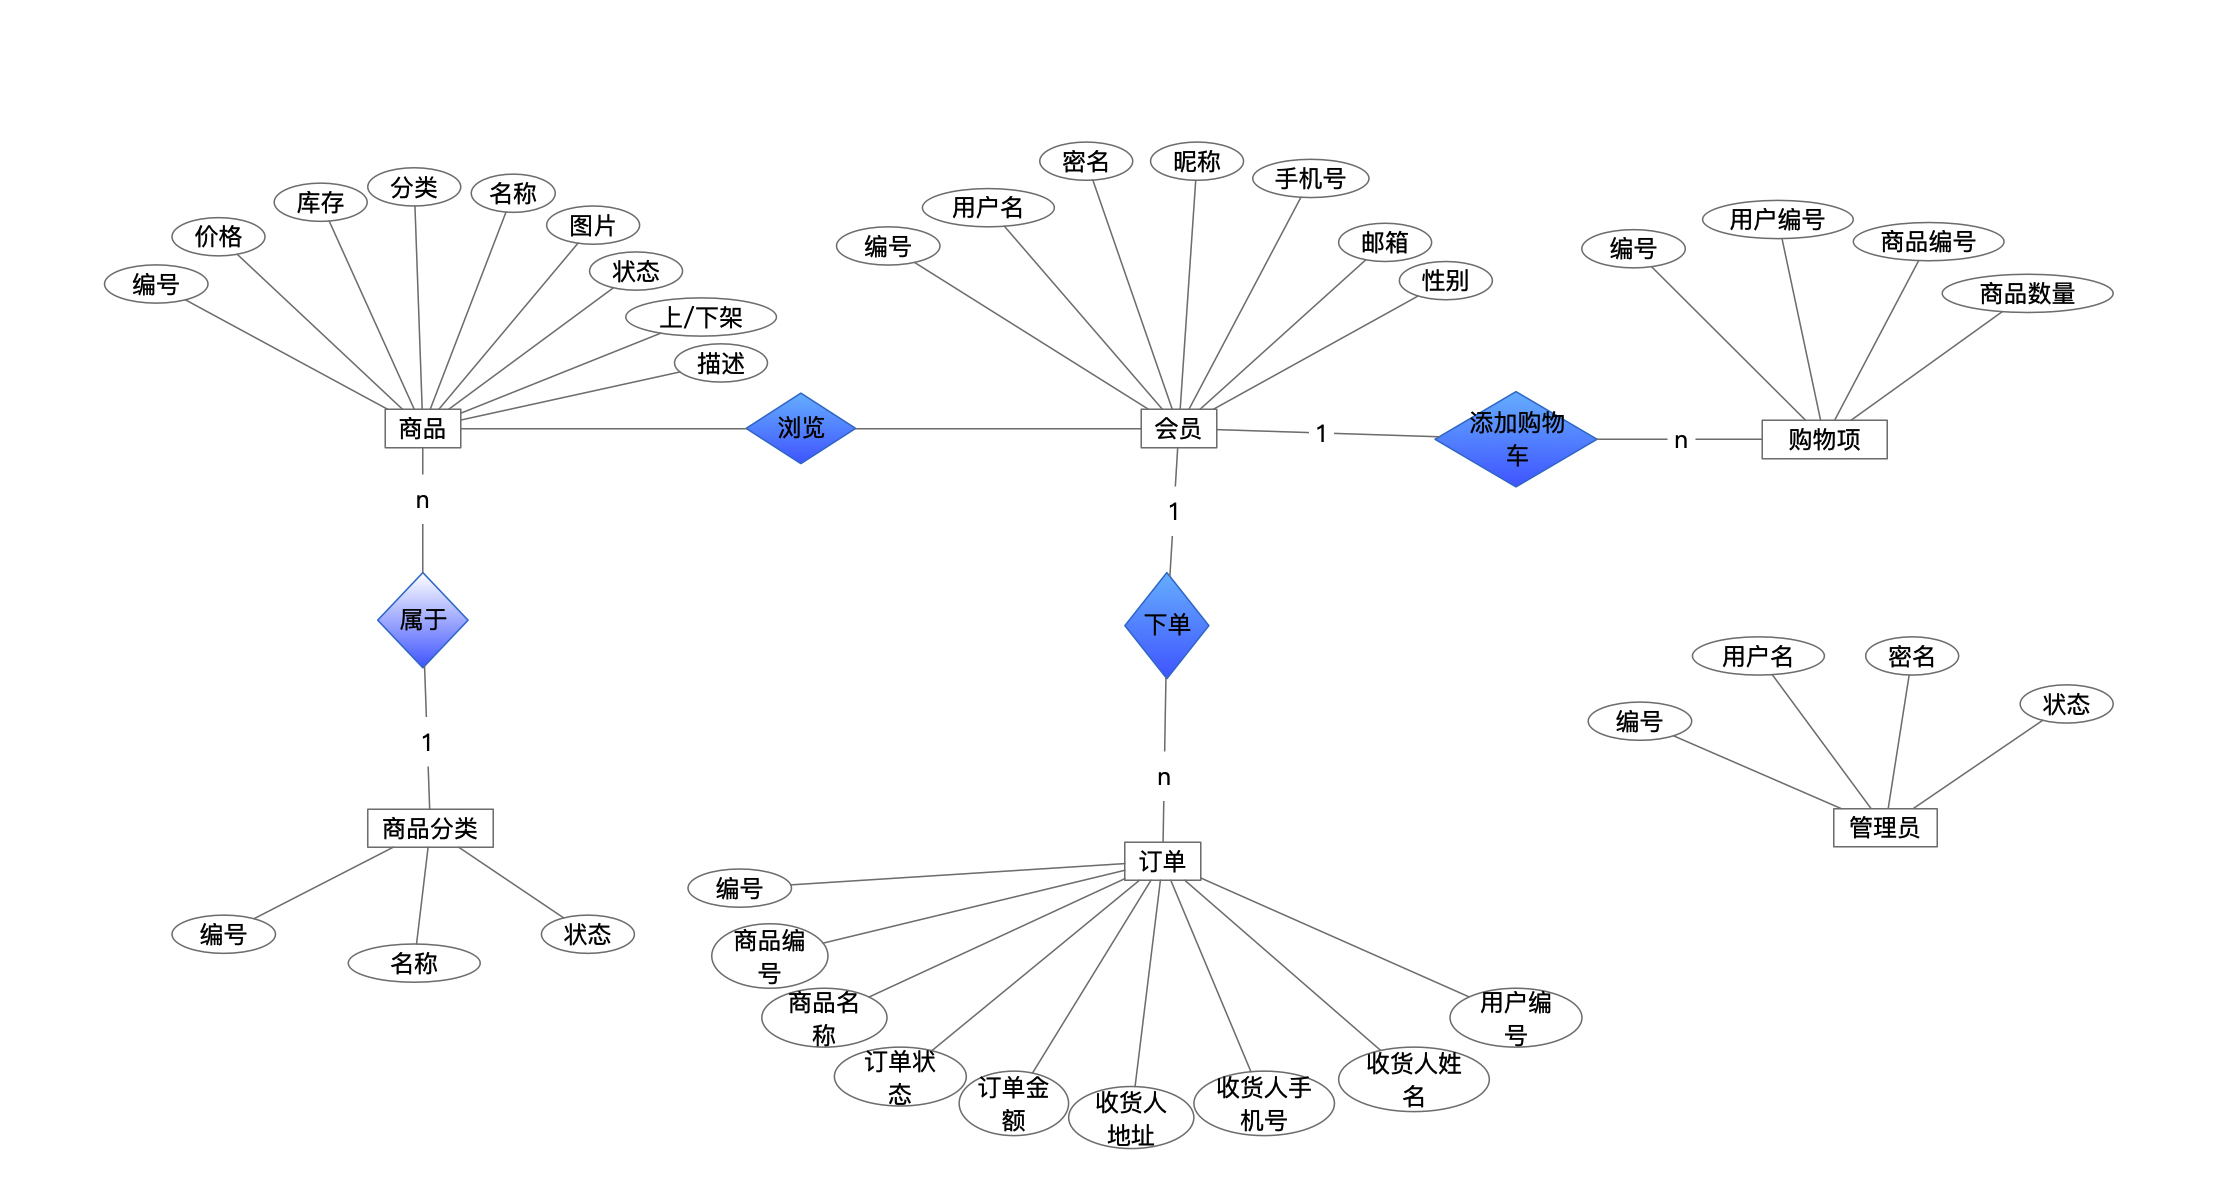 密名
昵称
手机号
分类
名称
库存
用户名
图片
价格
编号
邮箱
编号
用户编号
商品编号
状态
性别
编号
商品数量
上/下架
描述
商品
浏览
会员
1
添加购物
车
n
购物项
n
1
属于
下单
用户名
密名
状态
编号
1
n
商品分类
管理员
订单
编号
编号
名称
状态
商品编
号
商品名
称
订单状
态
订单金
额
收货人
地址
收货人手
机号
收货人姓
名
用户编
号